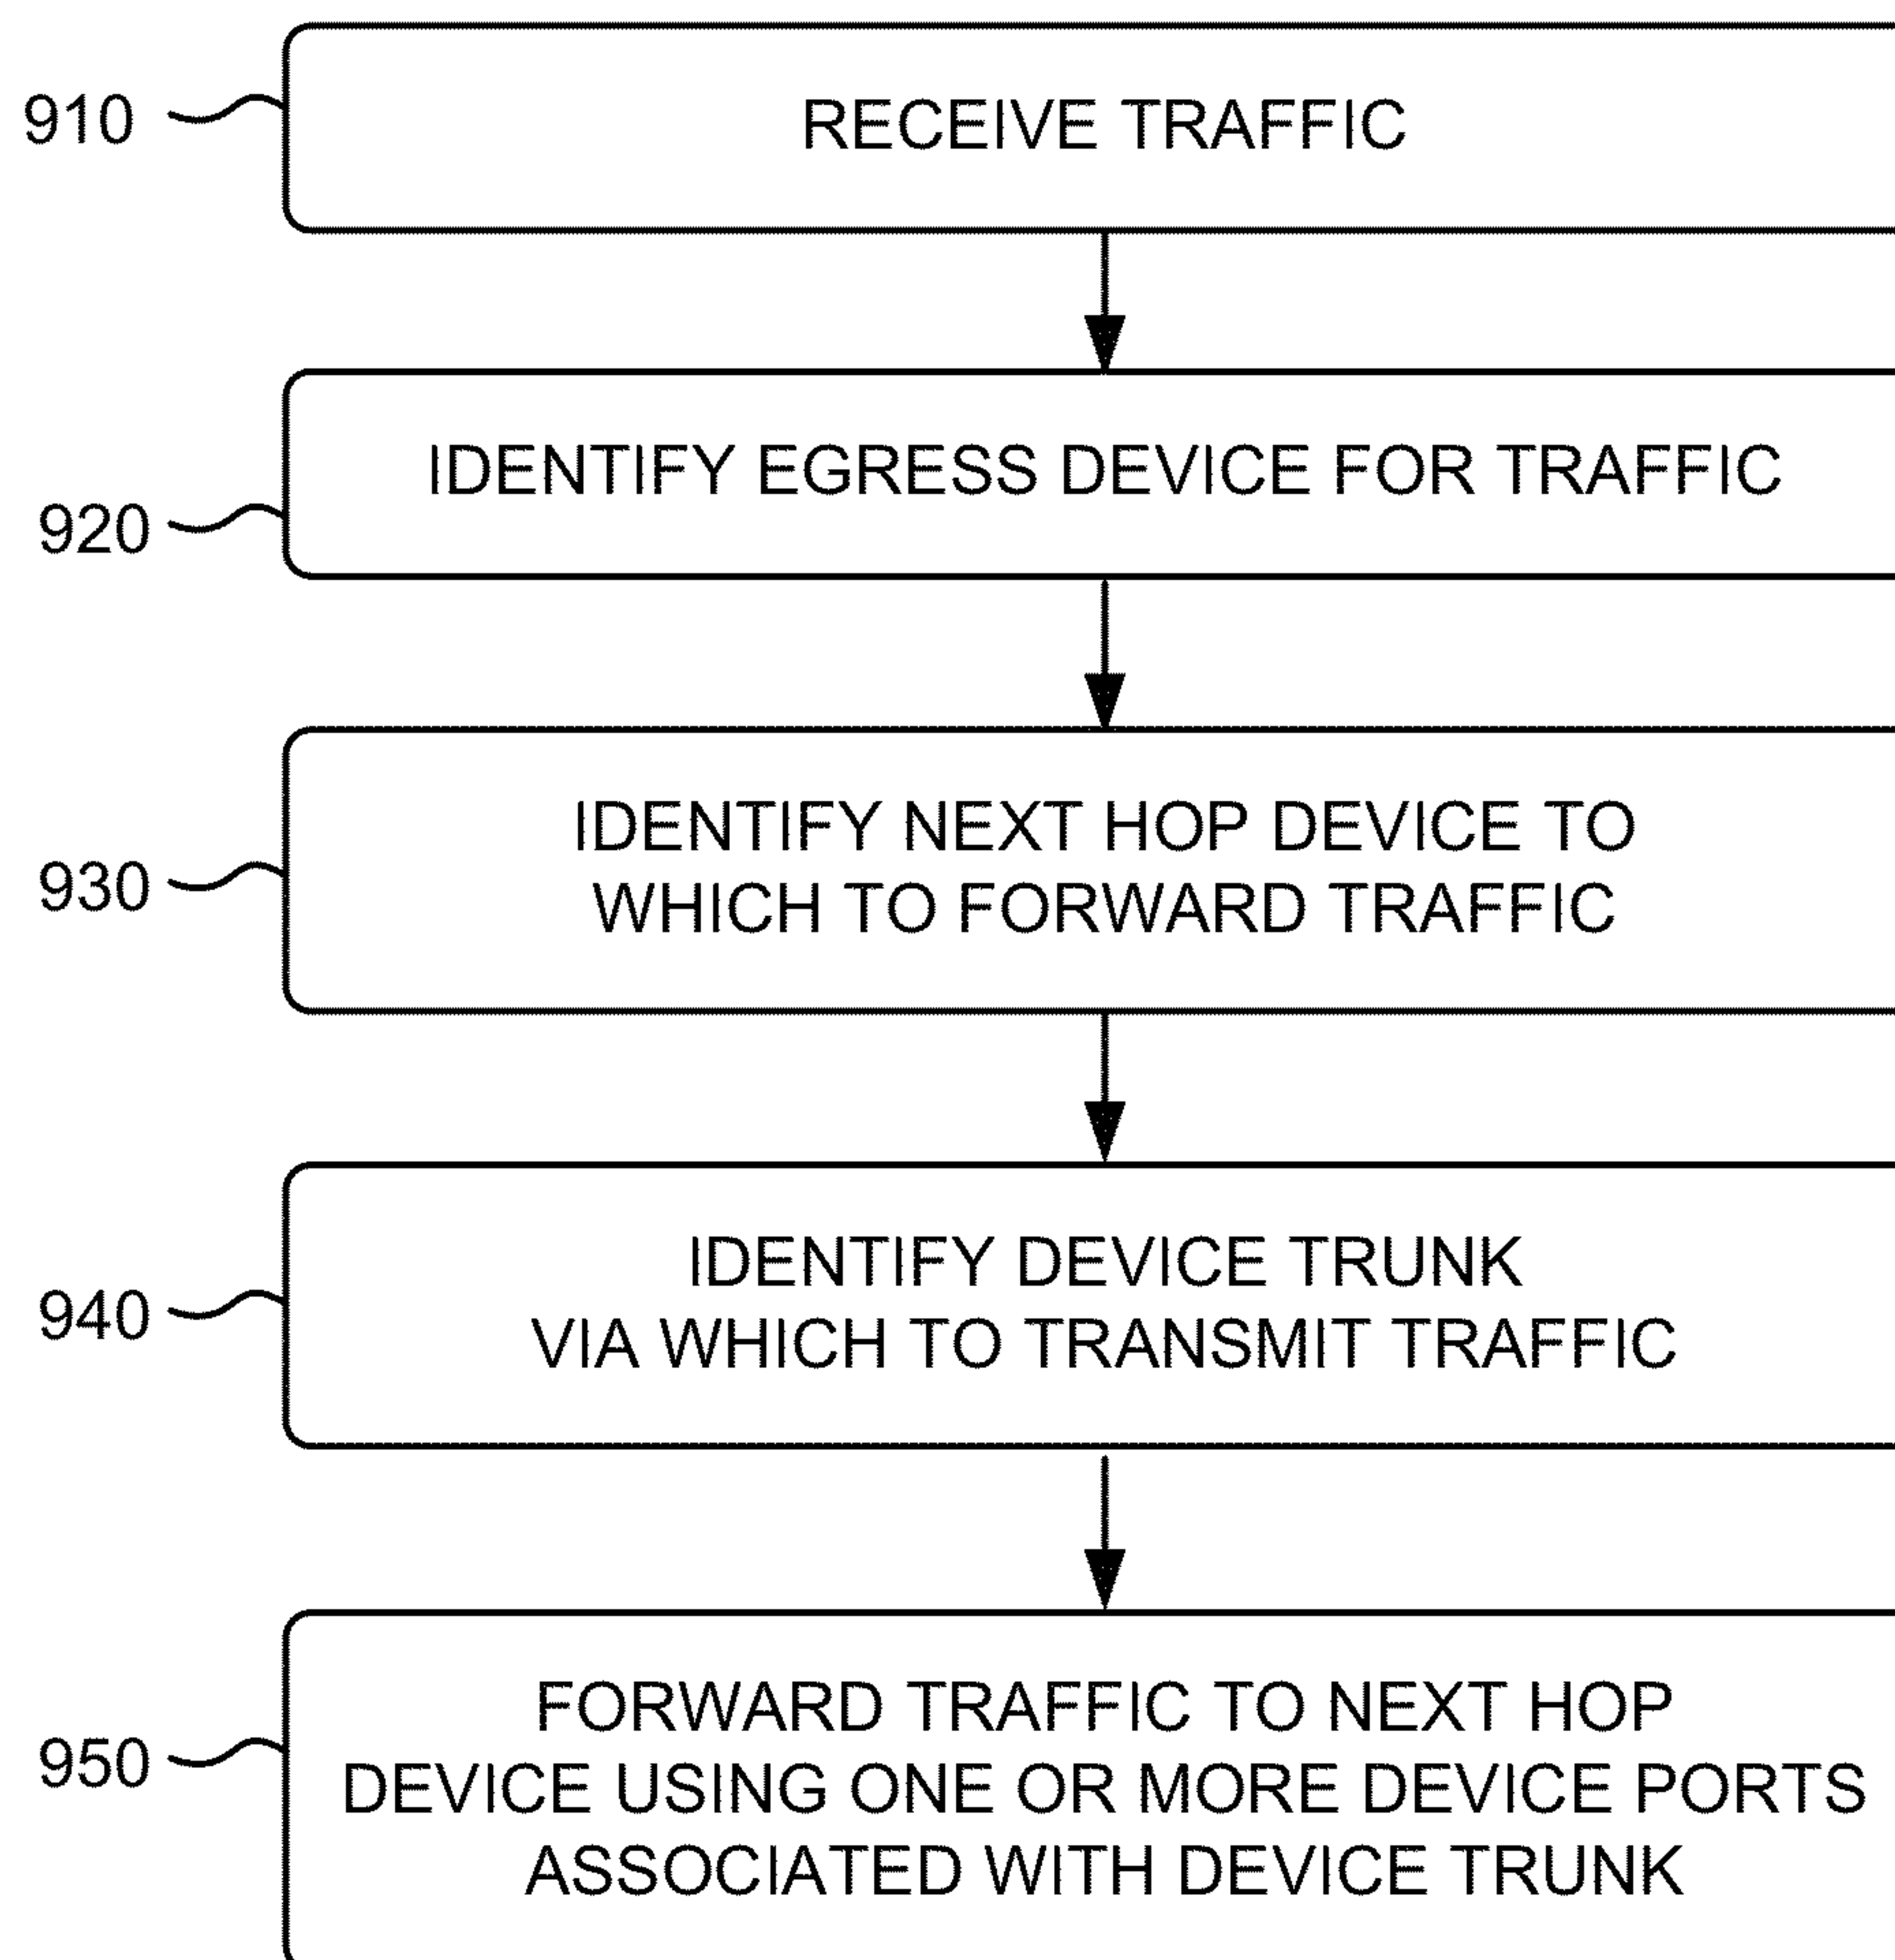 910
RECEIVE TRAFFIC
IDENTIFY EGRESS DEVICE FOR TRAFFIC
920
IDENTIFY NEXT HOP DEVICE TO
WHICH TO FORWARD TRAFFIC
930
IDENTIFY DEVICE TRUNK
VIA WHICH TO TRANSMIT TRAFFIC
940
FORWARD TRAFFIC TO NEXT HOP
DEVICE USING ONE OR MORE DEVICE PORTS
ASSOCIATED WITH DEVICE TRUNK
950